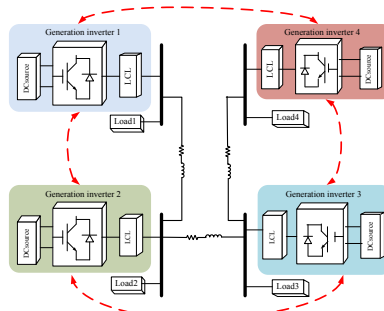 Generation inverter 1
DCsource
LCL
Load1
Generation inverter 4
LCL
DCsource
Load4
Generation inverter 2
DCsource
LCL
Load2
Generation inverter 3
LCL
DCsource
Load3